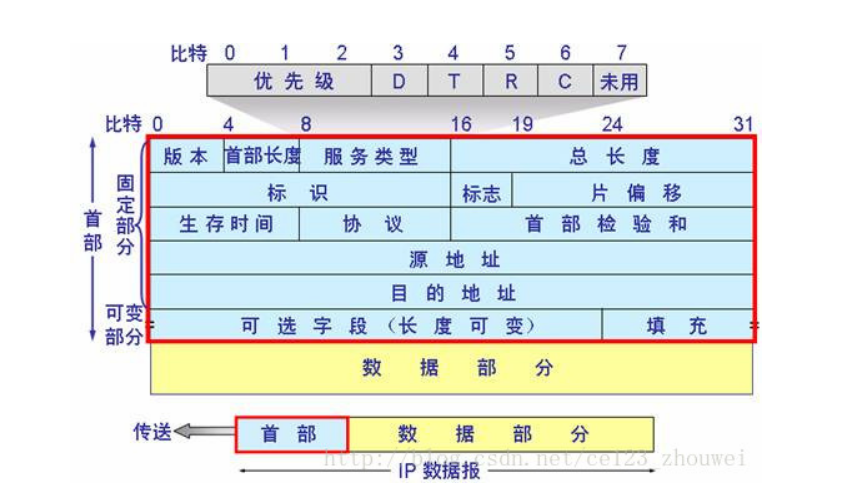 比特 0 1 2 3 4 5 6 7
优先级 D T R C 未用
比特 0 4 8 16 19 24 31
版本 首部长度 服务类型 总长度
标识 标志 片偏移
生存时间 协议 首部检验和
源地址
目的地址
可选字段（长度可变） 填充
首部
固定部分
可变部分
数据部分
传送 首部 数据部分
IP 数据报
http://blog.csdn.net/ce123_zhouwei